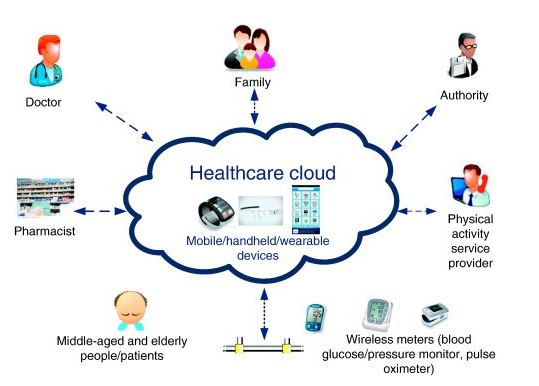 Doctor
Family
Authority
Healthcare cloud
Mobile/handheld/wearable
devices
Pharmacist
Physical
activity
service
provider
Middle-aged and elderly
people/patients
Wireless meters (blood
glucose/pressure monitor, pulse
oximeter)